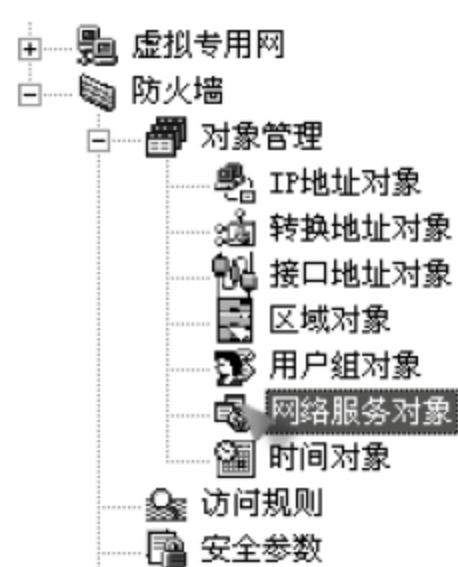 虚拟专用网
防火墙
对象管理
IP地址对象
转换地址对象
接口地址对象
区域对象
用户组对象
网络服务对象
时间对象
访问规则
安全参数